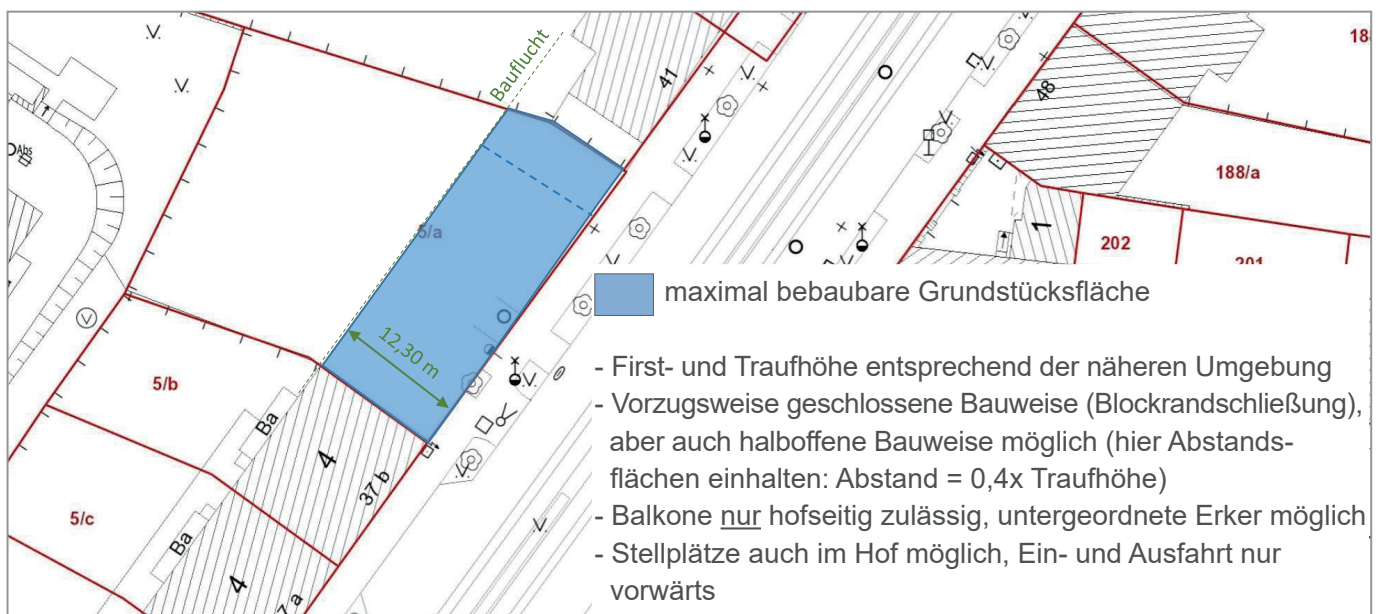 Bauflucht
41
48
18
188/a
Abs
1
202
201
5/a
maximal bebaubare Grundstücksfläche
12,30 m
- First- und Traufhöhe entsprechend der näheren Umgebung
- Vorzugsweise geschlossene Bauweise (Blockrandschließung),
aber auch halboffene Bauweise möglich (hier Abstands-
flächen einhalten: Abstand = 0,4x Traufhöhe)
- Balkone nur hofseitig zulässig, untergeordnete Erker möglich
- Stellplätze auch im Hof möglich, Ein- und Ausfahrt nur
vorwärts
5/b
Ba
4
37 b
5/c
Ba
4
7 a